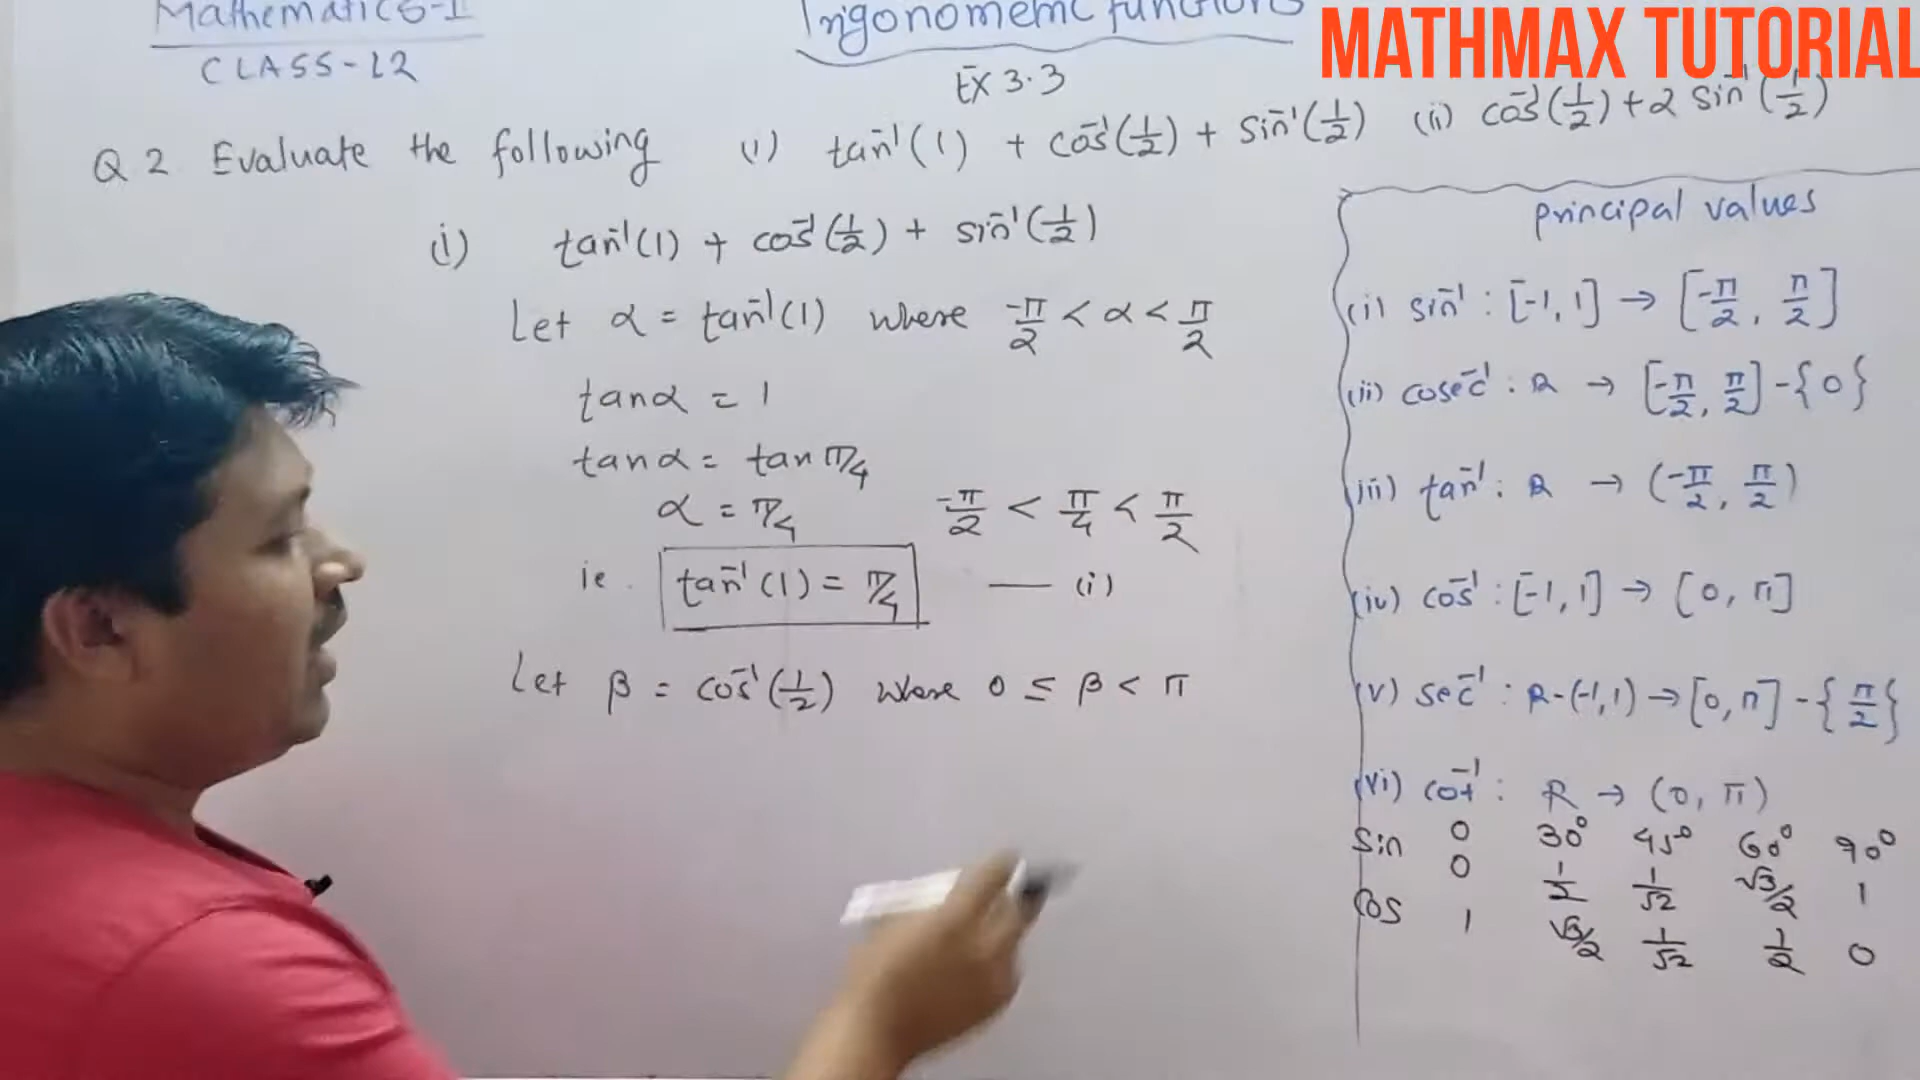 Mathematics-I
CLASS-12
Trigonometric functions
Ex 3.3
MATHMAX TUTORIAL
Q 2 Evaluate the following (i) tan⁻¹(1) + cos⁻¹(1/2) + sin⁻¹(1/2) (ii) cos⁻¹(1/2) + 2 sin⁻¹(1/2)
(i) tan⁻¹(1) + cos⁻¹(1/2) + sin⁻¹(1/2)
Let α = tan⁻¹(1) where -π/2 < α < π/2
tanα = 1
tanα = tan π/4
α = π/4 -π/2 < π/4 < π/2
ie. tan⁻¹(1) = π/4 — (i)
Let β = cos⁻¹(1/2) where 0 ≤ β < π
principal values
(i) sin⁻¹ : [-1, 1] → [-π/2, π/2]
(ii) cosec⁻¹ : R → [-π/2, π/2] - {0}
iii) tan⁻¹ : R → (-π/2, π/2)
(iv) cos⁻¹ : [-1, 1] → [0, π]
(v) sec⁻¹ : R-(-1,1) → [0, π] - {π/2}
(vi) cot⁻¹ : R → (0, π)
0 30° 45° 60° 90°
Sin 0 1/2 1/√2 √3/2 1
Cos 1 √3/2 1/√2 1/2 0